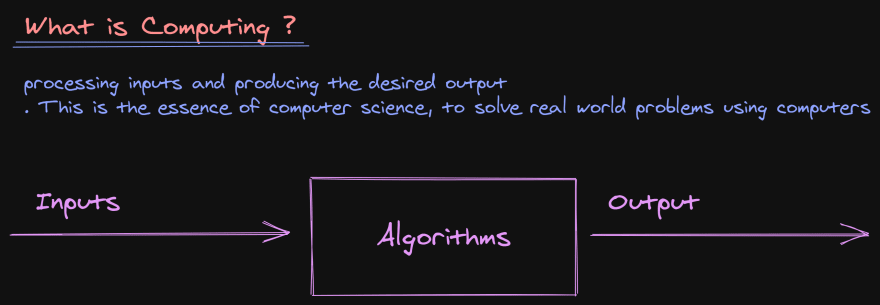 What is Computing ?
processing inputs and producing the desired output
. This is the essence of computer science, to solve real world problems using computers
Inputs
Algorithms
Output